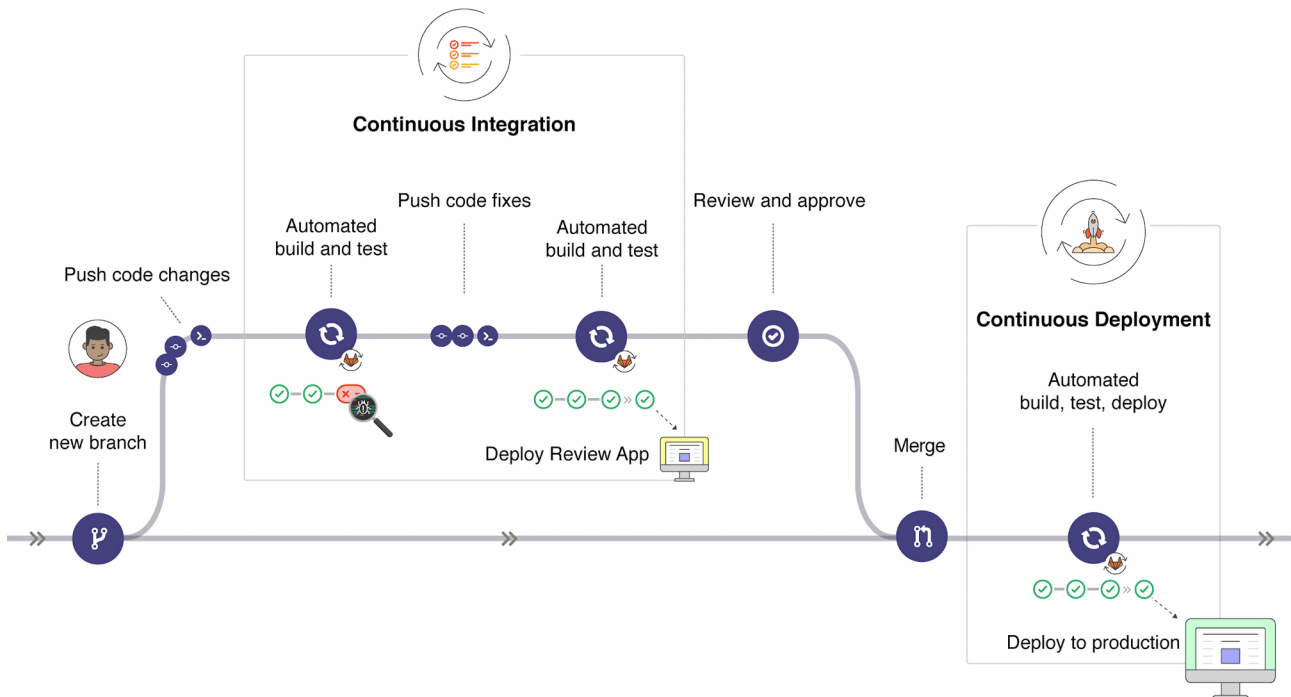 Continuous Integration
Push code fixes
Review and approve
Automated
build and test
Automated
build and test
Push code changes
Continuous Deployment
Automated
build, test, deploy
Create
new branch
Deploy Review App
Merge
Deploy to production